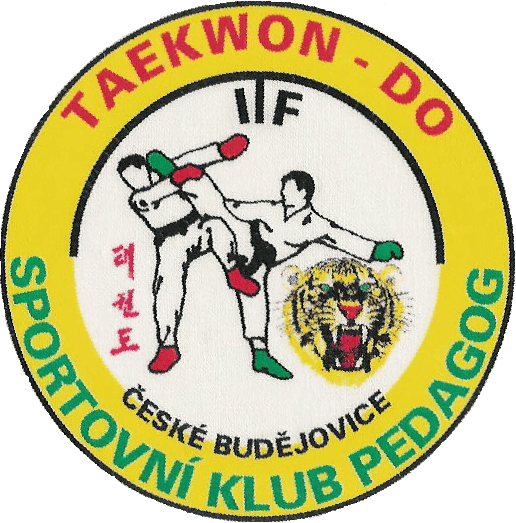 TAEKWON - DO
ITF
태권도
ČESKÉ BUDĚJOVICE
SPORTOVNÍ KLUB PEDAGOG